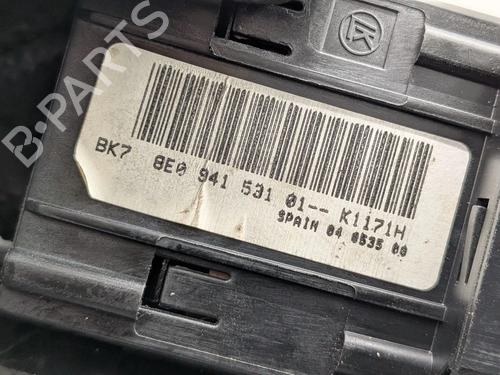 BK7 8E0 941 531 01-- K1171H
SPAIN 04 0535 00
B-PARTS